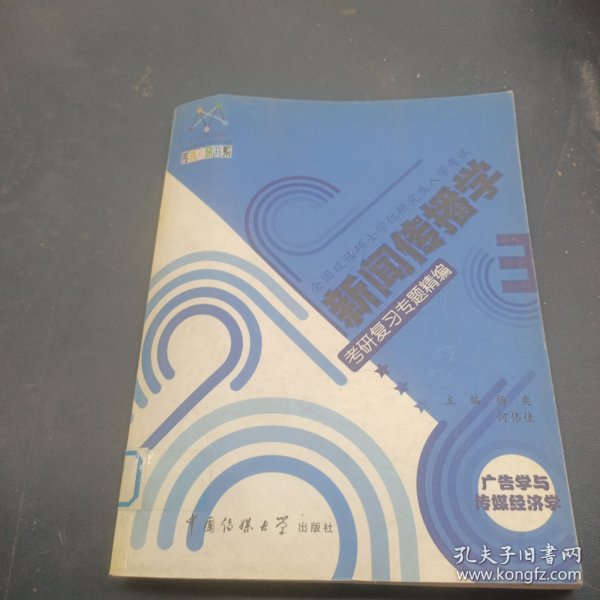 全国攻读硕士学位研究生入学考试
新闻传播学
考研复习专题精编
3
主编 杨奕
何伟佳
广告学与
传媒经济学
中国传媒大学出版社
孔夫子旧书网
www.kongfz.com